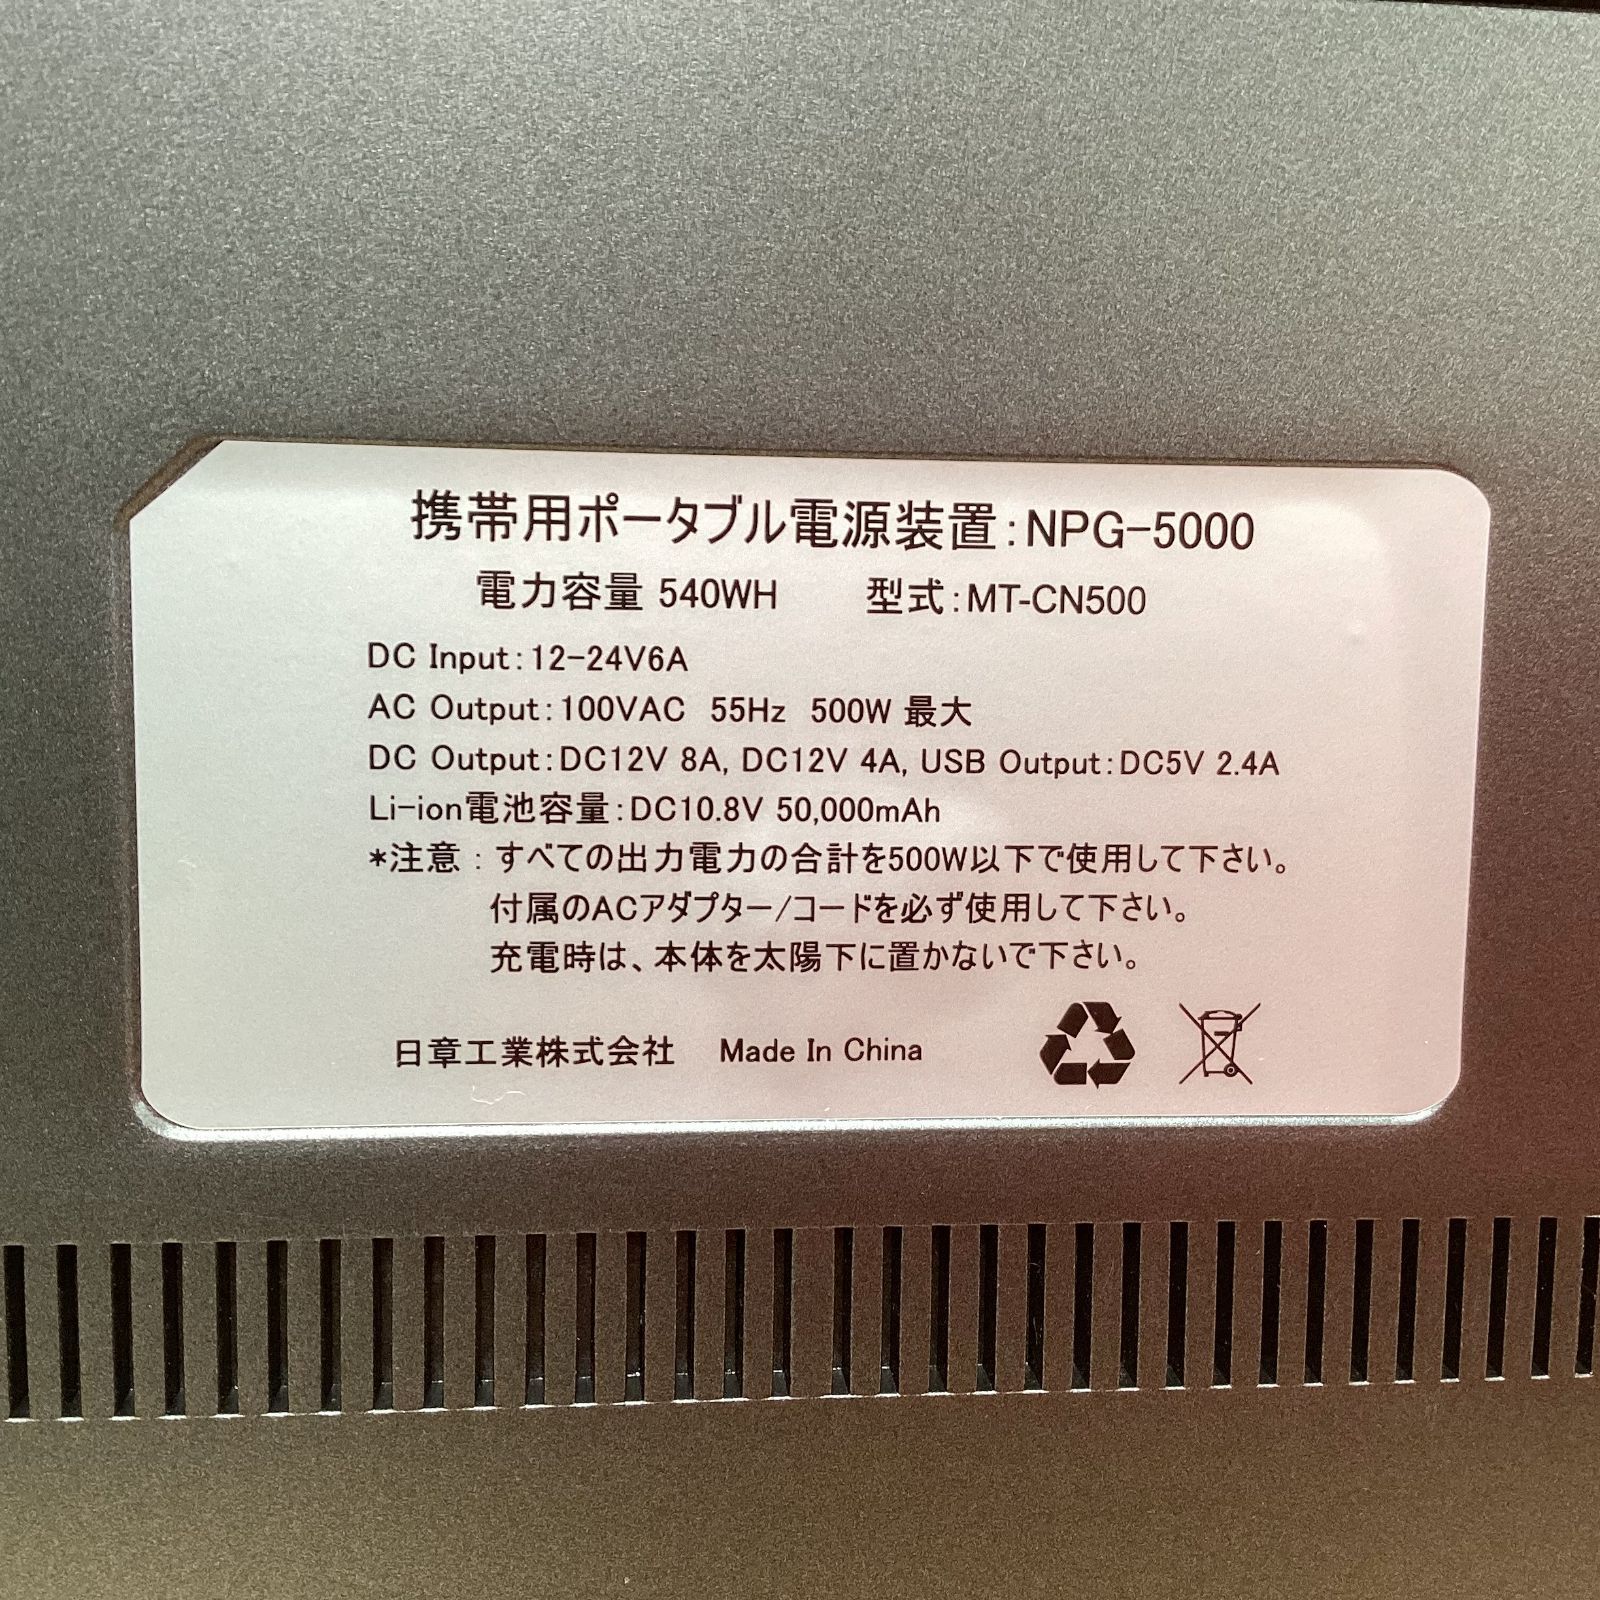 携帯用ポータブル電源装置:NPG-5000
電力容量 540WH 型式:MT-CN500
DC Input:12-24V6A
AC Output:100VAC 55Hz 500W 最大
DC Output:DC12V 8A, DC12V 4A, USB Output:DC5V 2.4A
Li-ion電池容量:DC10.8V 50,000mAh
*注意:すべての出力電力の合計を500W以下で使用して下さい。
付属のACアダプター/コードを必ず使用して下さい。
充電時は、本体を太陽下に置かないで下さい。
日章工業株式会社 Made In China